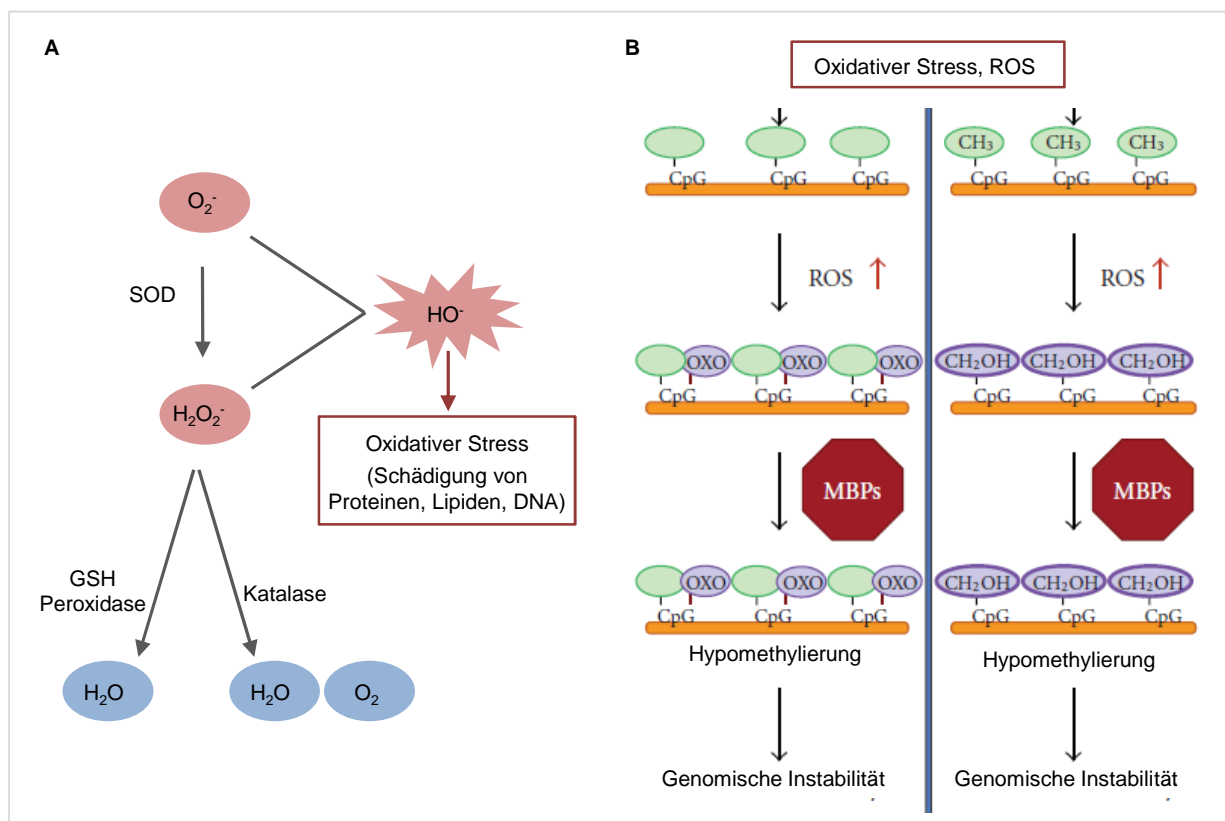 A
O₂⁻
SOD
HO⁻
H₂O₂⁻
Oxidativer Stress
(Schädigung von
Proteinen, Lipiden, DNA)
GSH
Peroxidase
Katalase
H₂O
H₂O
O₂
B
Oxidativer Stress, ROS
CpG
CpG
CpG
ROS ↑
OXO
OXO
OXO
CpG
CpG
CpG
MBPs
OXO
OXO
OXO
CpG
CpG
CpG
Hypomethylierung
Genomische Instabilität
CH₃
CH₃
CH₃
CpG
CpG
CpG
ROS ↑
CH₂OH
CH₂OH
CH₂OH
CpG
CpG
CpG
MBPs
CH₂OH
CH₂OH
CH₂OH
CpG
CpG
CpG
Hypomethylierung
Genomische Instabilität